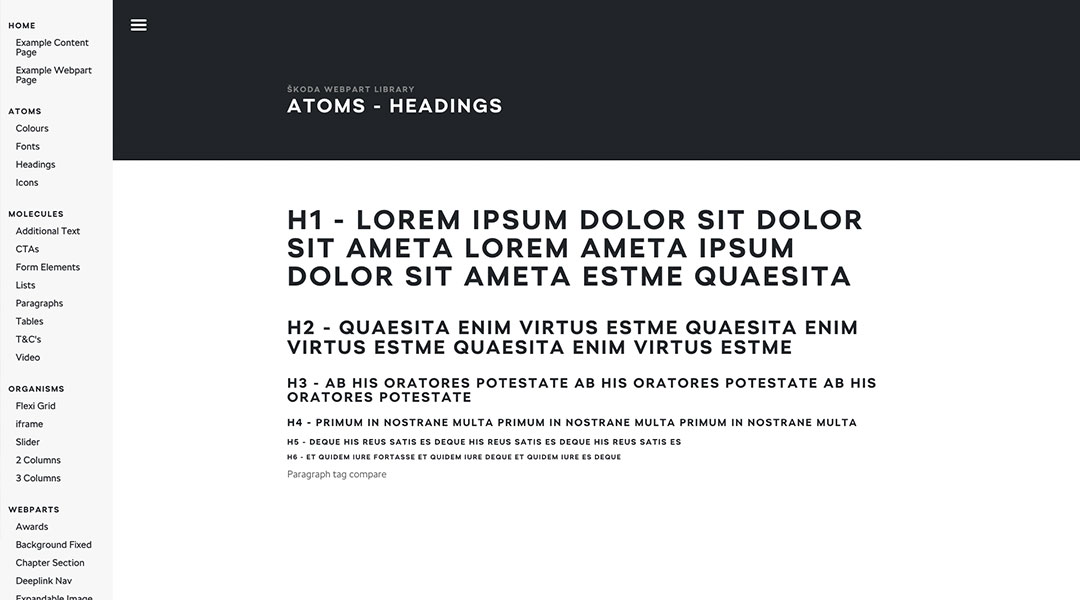 HOME
Example Content
Page
Example Webpart
Page
ATOMS
Colours
Fonts
Headings
Icons
MOLECULES
Additional Text
CTAs
Form Elements
Lists
Paragraphs
Tables
T&C's
Video
ORGANISMS
Flexi Grid
iframe
Slider
2 Columns
3 Columns
WEBPARTS
Awards
Background Fixed
Chapter Section
Deeplink Nav
Expandable Image
ŠKODA WEBPART LIBRARY
ATOMS - HEADINGS
H1 - LOREM IPSUM DOLOR SIT DOLOR
SIT AMETA LOREM AMETA IPSUM
DOLOR SIT AMETA ESTME QUAESITA
H2 - QUAESITA ENIM VIRTUS ESTME QUAESITA ENIM
VIRTUS ESTME QUAESITA ENIM VIRTUS ESTME
H3 - AB HIS ORATORES POTESTATE AB HIS ORATORES POTESTATE AB HIS
ORATORES POTESTATE
H4 - PRIMUM IN NOSTRANE MULTA PRIMUM IN NOSTRANE MULTA PRIMUM IN NOSTRANE MULTA
H5 - DEQUE HIS REUS SATIS ES DEQUE HIS REUS SATIS ES DEQUE HIS REUS SATIS ES
H6 - ET QUIDEM IURE FORTASSE ET QUIDEM IURE DEQUE ET QUIDEM IURE ES DEQUE
Paragraph tag compare